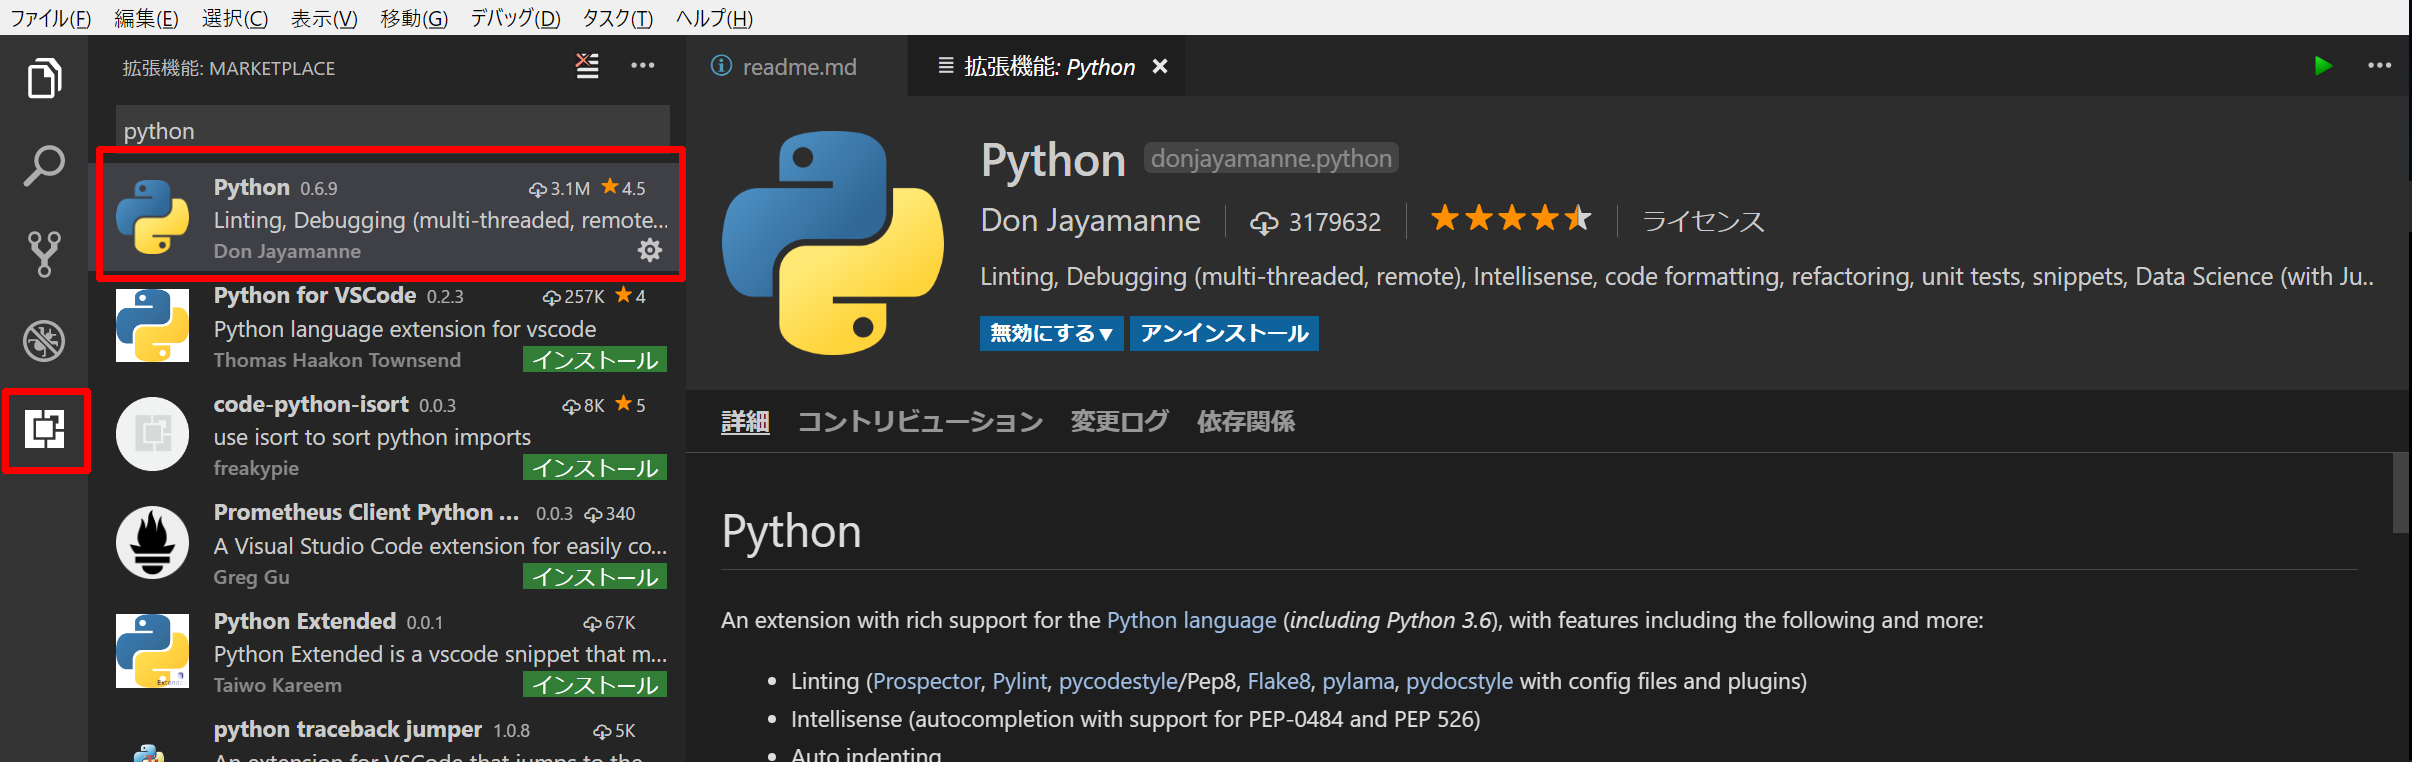 ファイル(F) 編集(E) 選択(C) 表示(V) 移動(G) デバッグ(D) タスク(T) ヘルプ(H)
拡張機能: MARKETPLACE
python
Python 0.6.9 3.1M 4.5
Linting, Debugging (multi-threaded, remote...
Don Jayamanne
Python for VSCode 0.2.3 257K 4
Python language extension for vscode
Thomas Haakon Townsend インストール
code-python-isort 0.0.3 8K 5
use isort to sort python imports
freakypie インストール
Prometheus Client Python ... 0.0.3 340
A Visual Studio Code extension for easily co...
Greg Gu インストール
Python Extended 0.0.1 67K
Python Extended is a vscode snippet that m...
Taiwo Kareem インストール
python traceback jumper 1.0.8 5K
An extension for VSCode that jumps to the
readme.md
拡張機能: Python
Python donjayamanne.python
Don Jayamanne 3179632 ライセンス
Linting, Debugging (multi-threaded, remote), Intellisense, code formatting, refactoring, unit tests, snippets, Data Science (with Ju..
無効にする▼ アンインストール
詳細 コントリビューション 変更ログ 依存関係
Python
An extension with rich support for the Python language (including Python 3.6), with features including the following and more:
• Linting (Prospector, Pylint, pycodestyle/Pep8, Flake8, pylama, pydocstyle with config files and plugins)
• Intellisense (autocompletion with support for PEP-0484 and PEP 526)
• Auto indenting